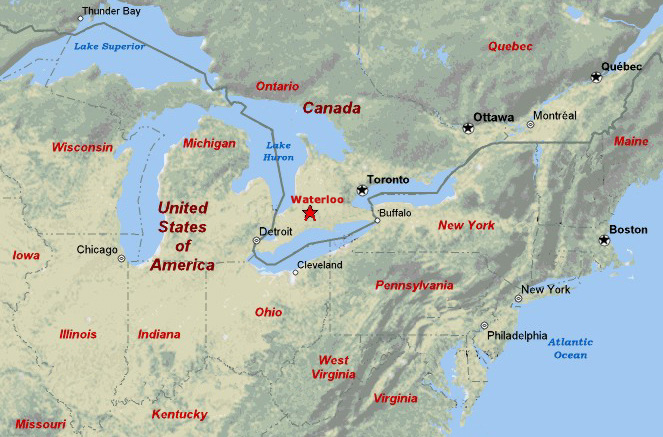 Thunder Bay
Lake Superior
Quebec
Québec
Ontario
Canada
Ottawa
Montréal
Wisconsin
Michigan
Lake
Huron
Maine
Toronto
Waterloo
United
States
of
America
Buffalo
New York
Detroit
Boston
Iowa
Chicago
Cleveland
Pennsylvania
New York
Ohio
Illinois
Indiana
Philadelphia
Atlantic
Ocean
West
Virginia
Virginia
Kentucky
Missouri